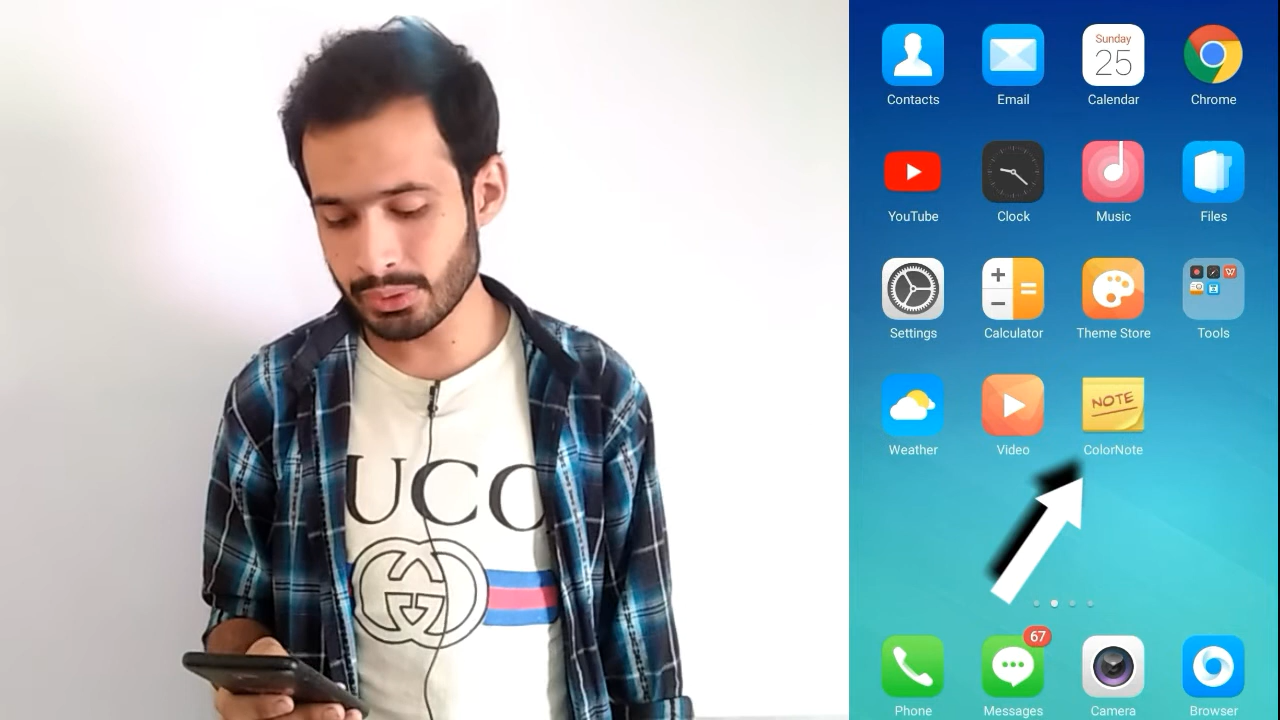 UCC
Sunday
25
Contacts
Email
Calendar
Chrome
YouTube
Clock
Music
Files
Settings
Calculator
Theme Store
Tools
NOTE
Weather
Video
ColorNote
67
Phone
Messages
Camera
Browser